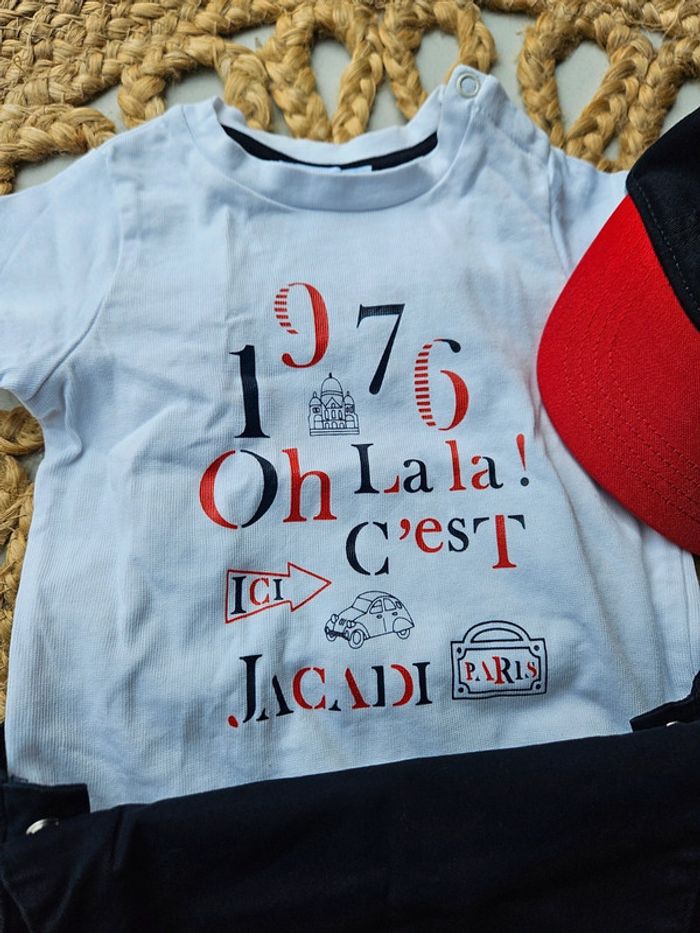 1976
Oh La la !
C'est
ICI
JACADI PARIS